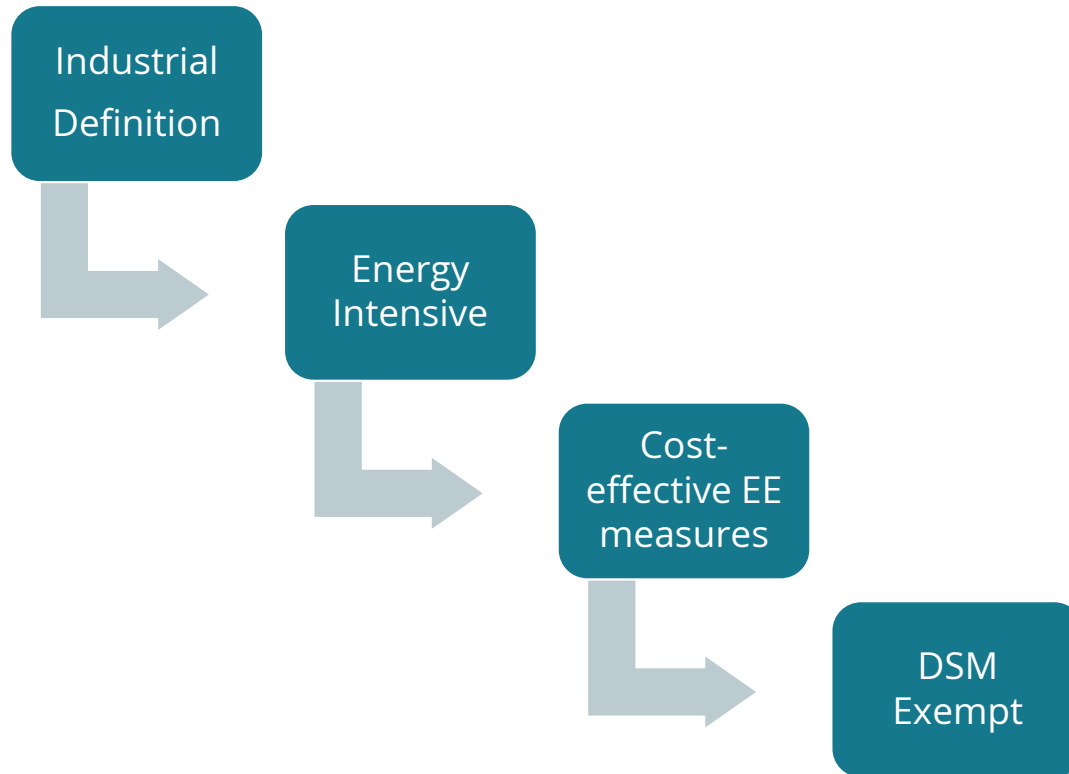 Industrial
Definition
Energy
Intensive
Cost-
effective EE
measures
DSM
Exempt